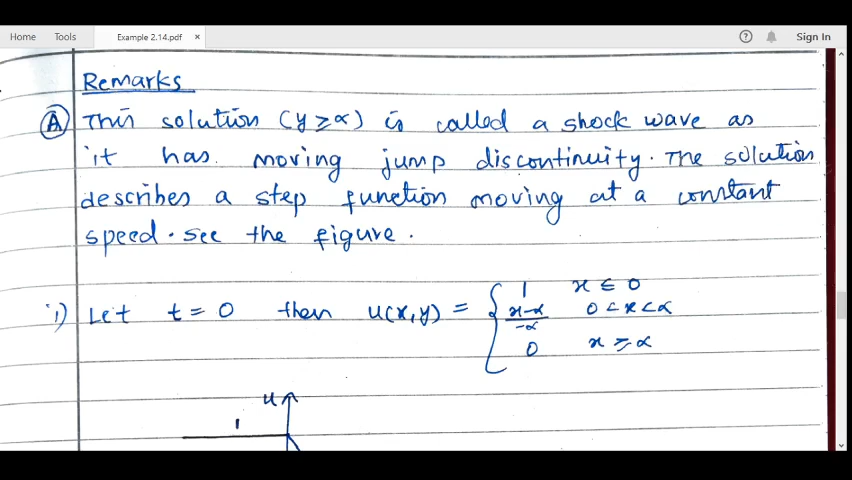 Home Tools Example 2.14.pdf × Sign In
Remarks
Ⓐ This solution (y ≥ α) is called a shock wave as
it has moving jump discontinuity. The solution
describes a step function moving at a constant
speed. see the figure.
i) Let t = 0 then u(x,y) = { 1 x ≤ 0
x-α / -α 0 < x < α
0 x ≥ α
u
1